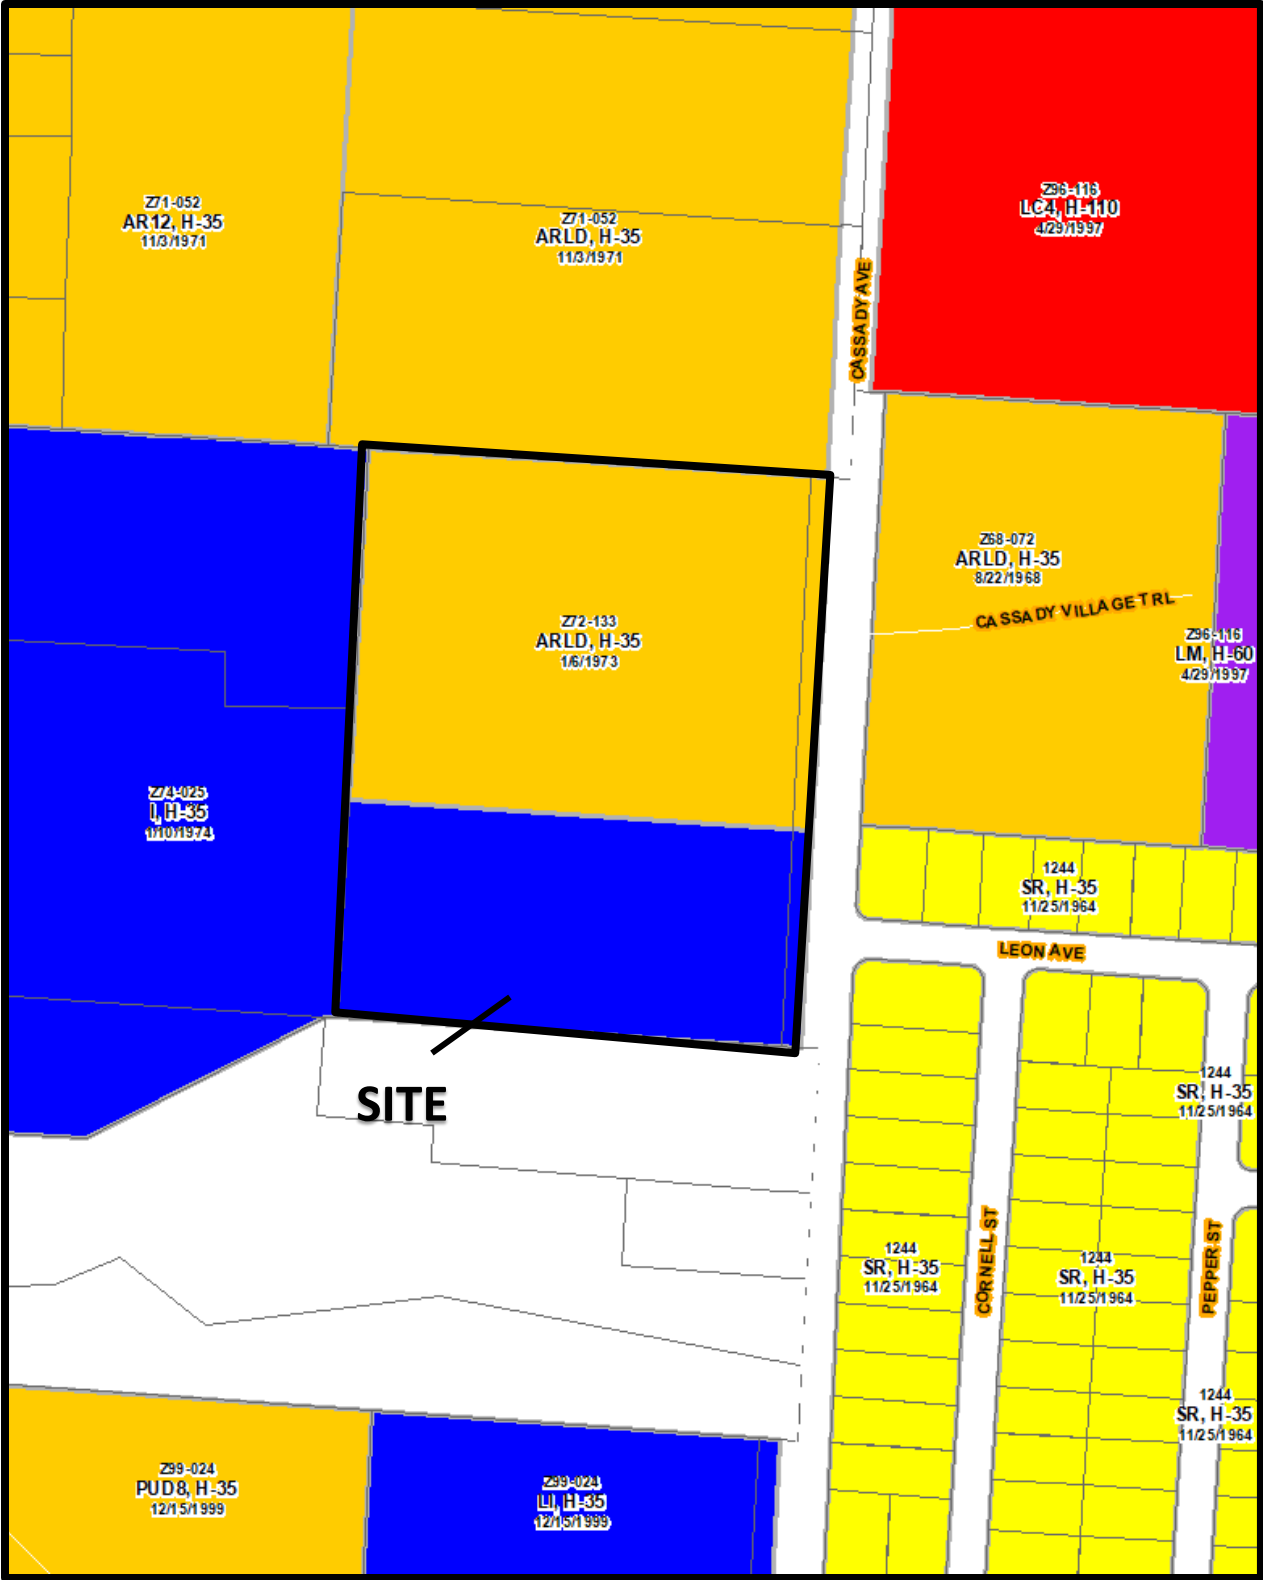 Z71-052
AR12, H-35
11/3/1971
Z71-052
ARLD, H-35
11/3/1971
Z96-116
LC4, H-110
4/29/1997
CASSADY AVE
Z68-072
ARLD, H-35
8/22/1968
CASSADY VILLAGE TRL
Z96-116
LM, H-60
4/29/1997
Z72-133
ARLD, H-35
1/6/1973
Z74-025
I, H-35
1/10/1974
1244
SR, H-35
11/25/1964
LEON AVE
SITE
1244
SR, H-35
11/25/1964
1244
SR, H-35
11/25/1964
CORNELL ST
1244
SR, H-35
11/25/1964
PEPPER ST
1244
SR, H-35
11/25/1964
Z99-024
PUD8, H-35
12/15/1999
Z99-024
LI, H-35
12/15/1999